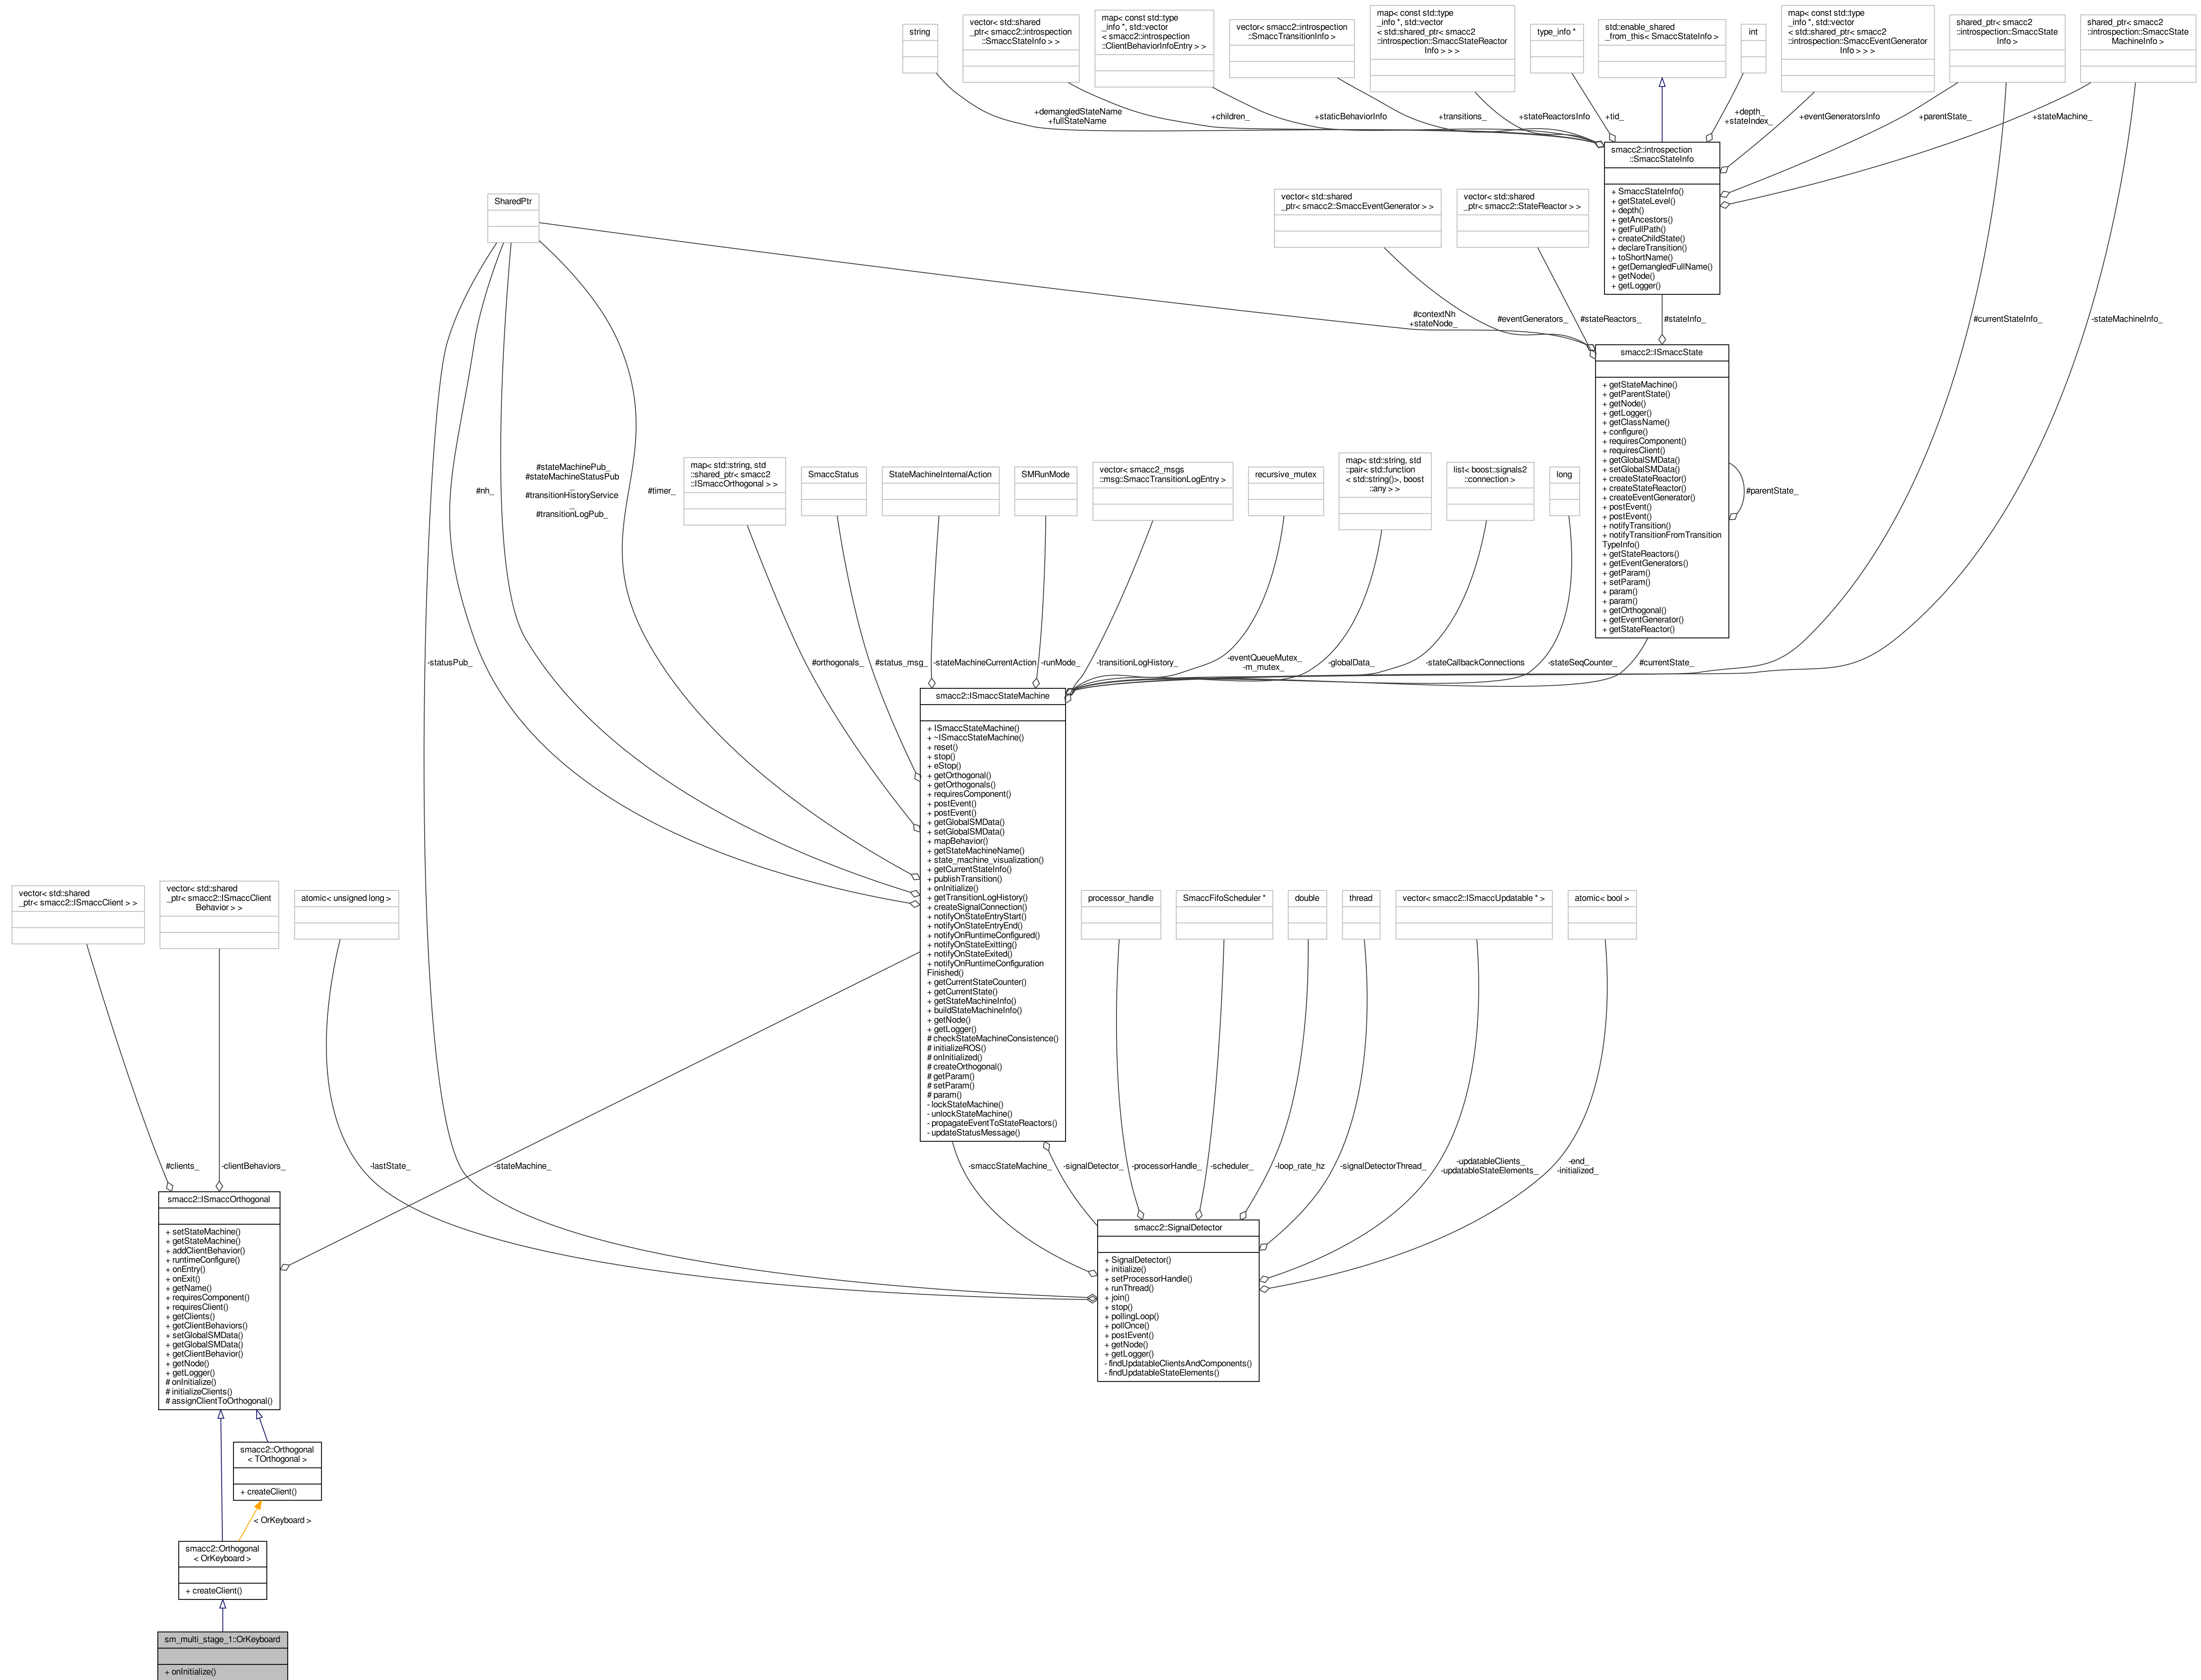 string
vector< std::shared
_ptr< smacc2::introspection
::SmaccStateInfo > >
map< const std::type
_info *, std::vector
< smacc2::introspection
::ClientBehaviorInfoEntry > >
vector< smacc2::introspection
::SmaccTransitionInfo >
map< const std::type
_info *, std::vector
< std::shared_ptr< smacc2
::introspection::SmaccStateReactor
Info > > >
type_info *
std::enable_shared
_from_this< SmaccStateInfo >
int
map< const std::type
_info *, std::vector
< std::shared_ptr< smacc2
::introspection::SmaccEventGenerator
Info > > >
shared_ptr< smacc2
::introspection::SmaccState
Info >
shared_ptr< smacc2
::introspection::SmaccState
MachineInfo >
+demangledStateName
+fullStateName
+children_
+staticBehaviorInfo
+transitions_
+stateReactorsInfo
+tid_
+depth_
+stateIndex_
+eventGeneratorsInfo
+parentState_
+stateMachine_
smacc2::introspection
::SmaccStateInfo
+ SmaccStateInfo()
+ getStateLevel()
+ depth()
+ getAncestors()
+ getFullPath()
+ createChildState()
+ declareTransition()
+ toShortName()
+ getDemangledFullName()
+ getNode()
+ getLogger()
SharedPtr
vector< std::shared
_ptr< smacc2::SmaccEventGenerator > >
vector< std::shared
_ptr< smacc2::StateReactor > >
#contextNh
+stateNode_
#eventGenerators_
#stateReactors_
#stateInfo_
#currentStateInfo_
-stateMachineInfo_
smacc2::ISmaccState
+ getStateMachine()
+ getParentState()
+ getNode()
+ getLogger()
+ getClassName()
+ configure()
+ requiresComponent()
+ requiresClient()
+ getGlobalSMData()
+ setGlobalSMData()
+ createStateReactor()
+ createStateReactor()
+ createEventGenerator()
+ postEvent()
+ postEvent()
+ notifyTransition()
+ notifyTransitionFromTransition
TypeInfo()
+ getStateReactors()
+ getEventGenerators()
+ getParam()
+ setParam()
+ param()
+ param()
+ getOrthogonal()
+ getEventGenerator()
+ getStateReactor()
#parentState_
#nh_
#stateMachinePub_
#stateMachineStatusPub
_
#transitionHistoryService
_
#transitionLogPub_
#timer_
map< std::string, std
::shared_ptr< smacc2
::ISmaccOrthogonal > >
SmaccStatus
StateMachineInternalAction
SMRunMode
vector< smacc2_msgs
::msg::SmaccTransitionLogEntry >
recursive_mutex
map< std::string, std
::pair< std::function
< std::string()>, boost
::any > >
list< boost::signals2
::connection >
long
-statusPub_
#orthogonals_
#status_msg_
-stateMachineCurrentAction
-runMode_
-transitionLogHistory_
-eventQueueMutex_
-m_mutex_
-globalData_
-stateCallbackConnections
-stateSeqCounter_
#currentState_
smacc2::ISmaccStateMachine
+ ISmaccStateMachine()
+ ~ISmaccStateMachine()
+ reset()
+ stop()
+ eStop()
+ getOrthogonal()
+ getOrthogonals()
+ requiresComponent()
+ postEvent()
+ postEvent()
+ getGlobalSMData()
+ setGlobalSMData()
+ mapBehavior()
+ getStateMachineName()
+ state_machine_visualization()
+ getCurrentStateInfo()
+ publishTransition()
+ onInitialize()
+ getTransitionLogHistory()
+ createSignalConnection()
+ notifyOnStateEntryStart()
+ notifyOnStateEntryEnd()
+ notifyOnRuntimeConfigured()
+ notifyOnStateExitting()
+ notifyOnStateExited()
+ notifyOnRuntimeConfiguration
Finished()
+ getCurrentStateCounter()
+ getCurrentState()
+ getStateMachineInfo()
+ buildStateMachineInfo()
+ getNode()
+ getLogger()
# checkStateMachineConsistence()
# initializeROS()
# onInitialized()
# createOrthogonal()
# getParam()
# setParam()
# param()
- lockStateMachine()
- unlockStateMachine()
- propagateEventToStateReactors()
- updateStatusMessage()
vector< std::shared
_ptr< smacc2::ISmaccClient > >
vector< std::shared
_ptr< smacc2::ISmaccClient
Behavior > >
atomic< unsigned long >
processor_handle
SmaccFifoScheduler *
double
thread
vector< smacc2::ISmaccUpdatable * >
atomic< bool >
#clients_
-clientBehaviors_
-lastState_
-stateMachine_
-smaccStateMachine_
-signalDetector_
-processorHandle_
-scheduler_
-loop_rate_hz
-signalDetectorThread_
-updatableClients_
-updatableStateElements_
-end_
-initialized_
smacc2::ISmaccOrthogonal
+ setStateMachine()
+ getStateMachine()
+ addClientBehavior()
+ runtimeConfigure()
+ onEntry()
+ onExit()
+ getName()
+ requiresComponent()
+ requiresClient()
+ getClients()
+ getClientBehaviors()
+ setGlobalSMData()
+ getGlobalSMData()
+ getClientBehavior()
+ getNode()
+ getLogger()
# onInitialize()
# initializeClients()
# assignClientToOrthogonal()
smacc2::SignalDetector
+ SignalDetector()
+ initialize()
+ setProcessorHandle()
+ runThread()
+ join()
+ stop()
+ pollingLoop()
+ pollOnce()
+ postEvent()
+ getNode()
+ getLogger()
- findUpdatableClientsAndComponents()
- findUpdatableStateElements()
smacc2::Orthogonal
< TOrthogonal >
+ createClient()
< OrKeyboard >
smacc2::Orthogonal
< OrKeyboard >
+ createClient()
sm_multi_stage_1::OrKeyboard
+ onInitialize()